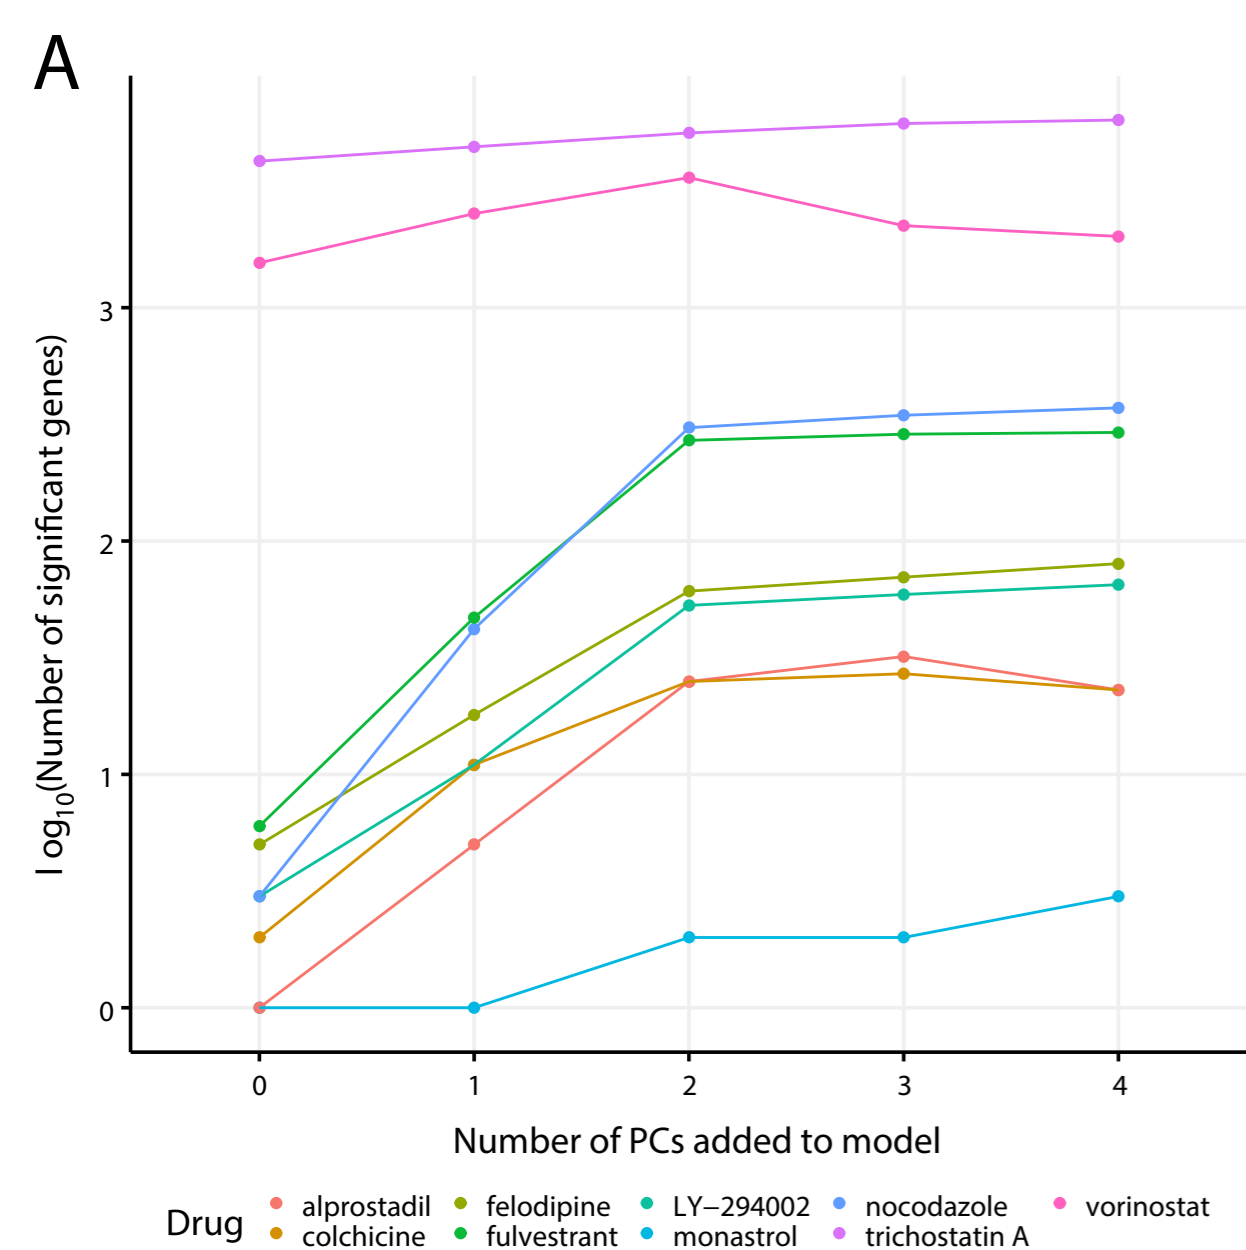 A
3
2
1
0
l og10(Number of significant genes)
0 1 2 3 4
Number of PCs added to model
Drug
alprostadil felodipine LY−294002 nocodazole vorinostat
colchicine fulvestrant monastrol trichostatin A